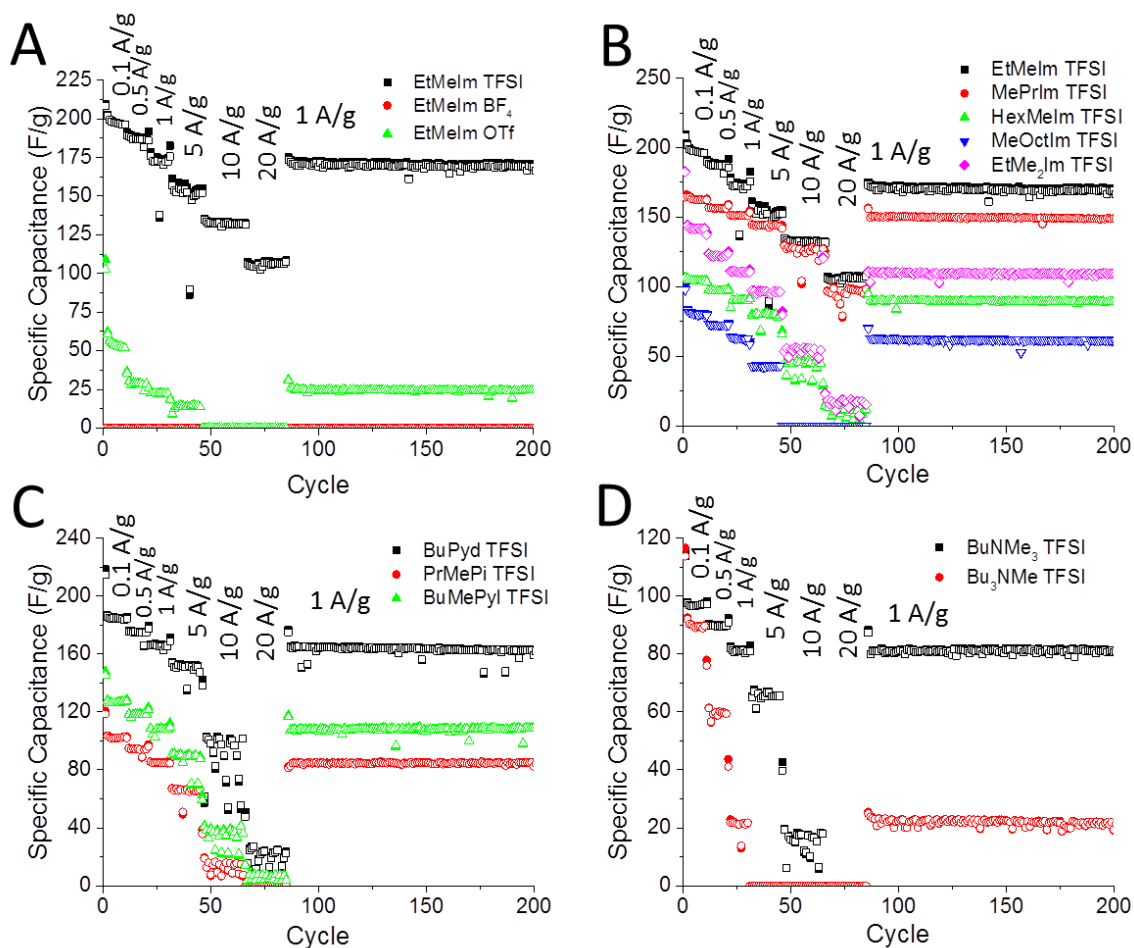 A
0.1 A/g
0.5 A/g
1 A/g
5 A/g
10 A/g
20 A/g
1 A/g
EtMeIm TFSI
EtMeIm BF4
EtMeIm OTf
Specific Capacitance (F/g)
225
200
175
150
125
100
75
50
25
0
0 50 100 150 200
Cycle
B
0.1 A/g
0.5 A/g
1 A/g
5 A/g
10 A/g
20 A/g
1 A/g
EtMeIm TFSI
MePrIm TFSI
HexMeIm TFSI
MeOctIm TFSI
EtMe2Im TFSI
Specific Capacitance (F/g)
250
200
150
100
50
0
0 50 100 150 200
Cycle
C
0.1 A/g
0.5 A/g
1 A/g
5 A/g
10 A/g
20 A/g
1 A/g
BuPyd TFSI
PrMePi TFSI
BuMePyl TFSI
Specific Capacitance (F/g)
240
200
160
120
80
40
0
0 50 100 150 200
Cycle
D
0.1 A/g
0.5 A/g
1 A/g
5 A/g
10 A/g
20 A/g
1 A/g
BuNMe3 TFSI
Bu3NMe TFSI
Specific Capacitance (F/g)
120
100
80
60
40
20
0
0 50 100 150 200
Cycle